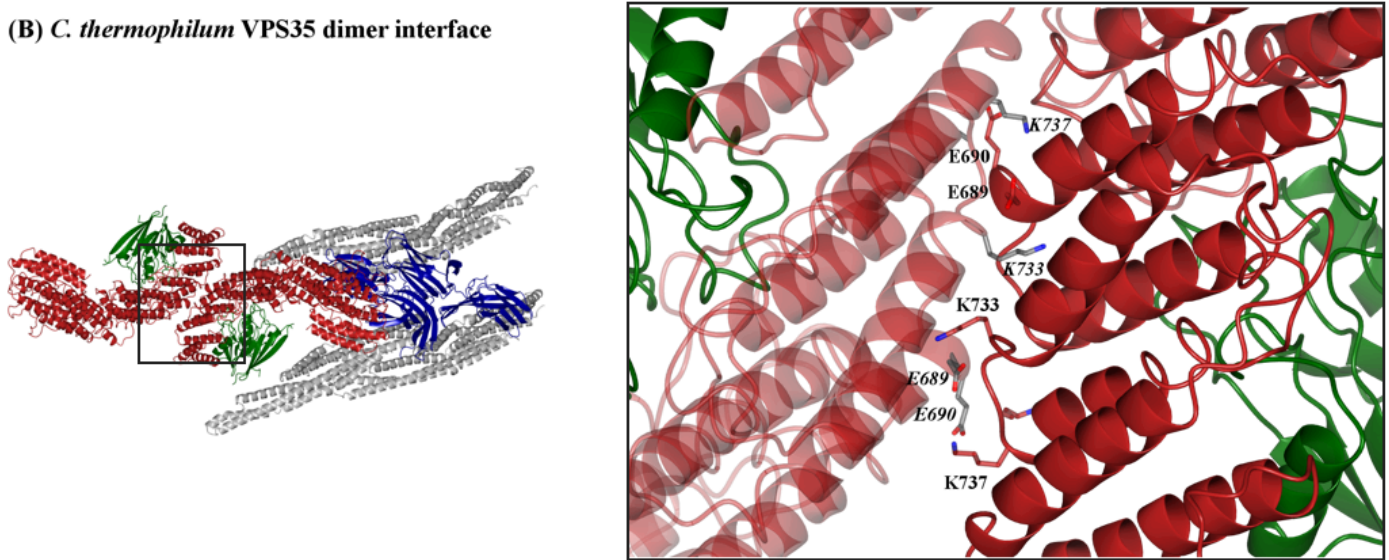 (B) C. thermophilum VPS35 dimer interface
K737
E690
E689
K733
K733
E689
E690
K737